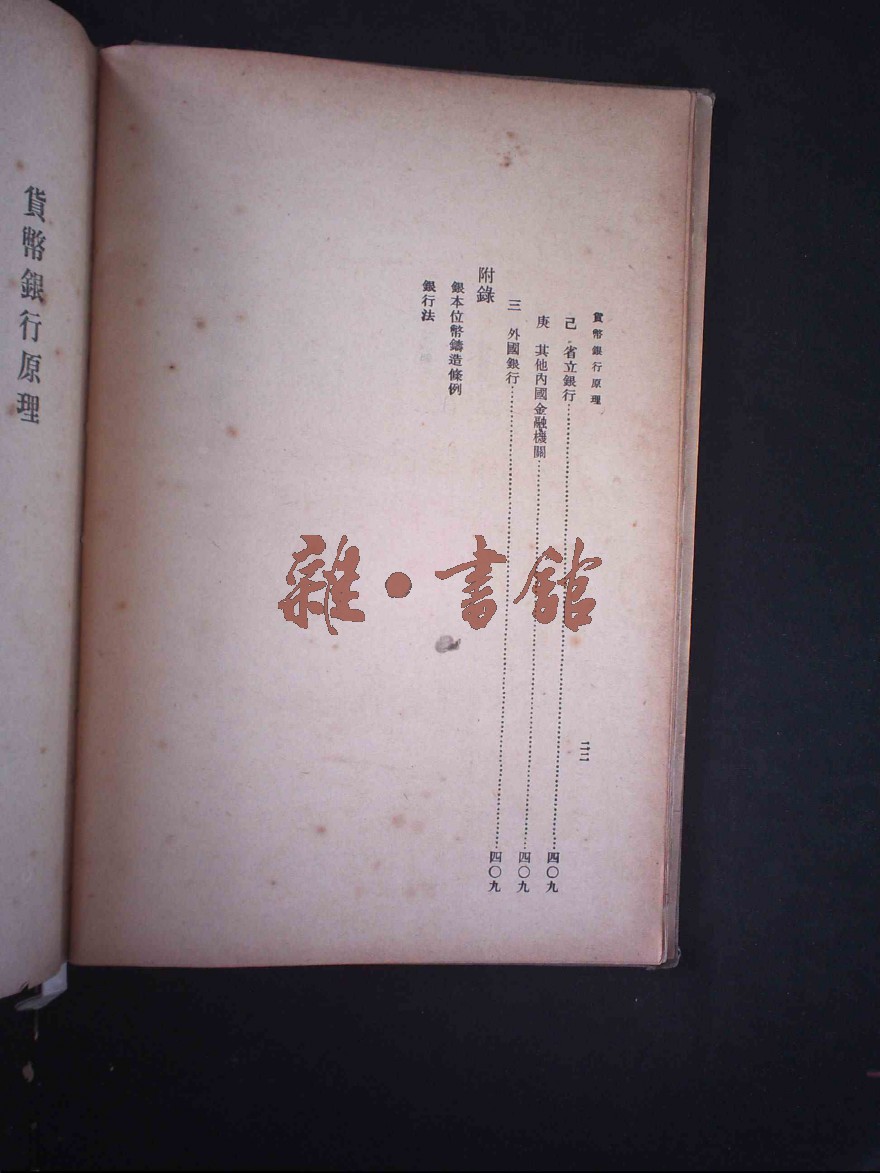 貨幣銀行原理
己 省立銀行……四〇九
庚 其他內國金融機關……四〇九
三 外國銀行……四〇九
附錄
銀本位幣鑄造條例
銀行法
二二
貨幣銀行原理
雜·書館